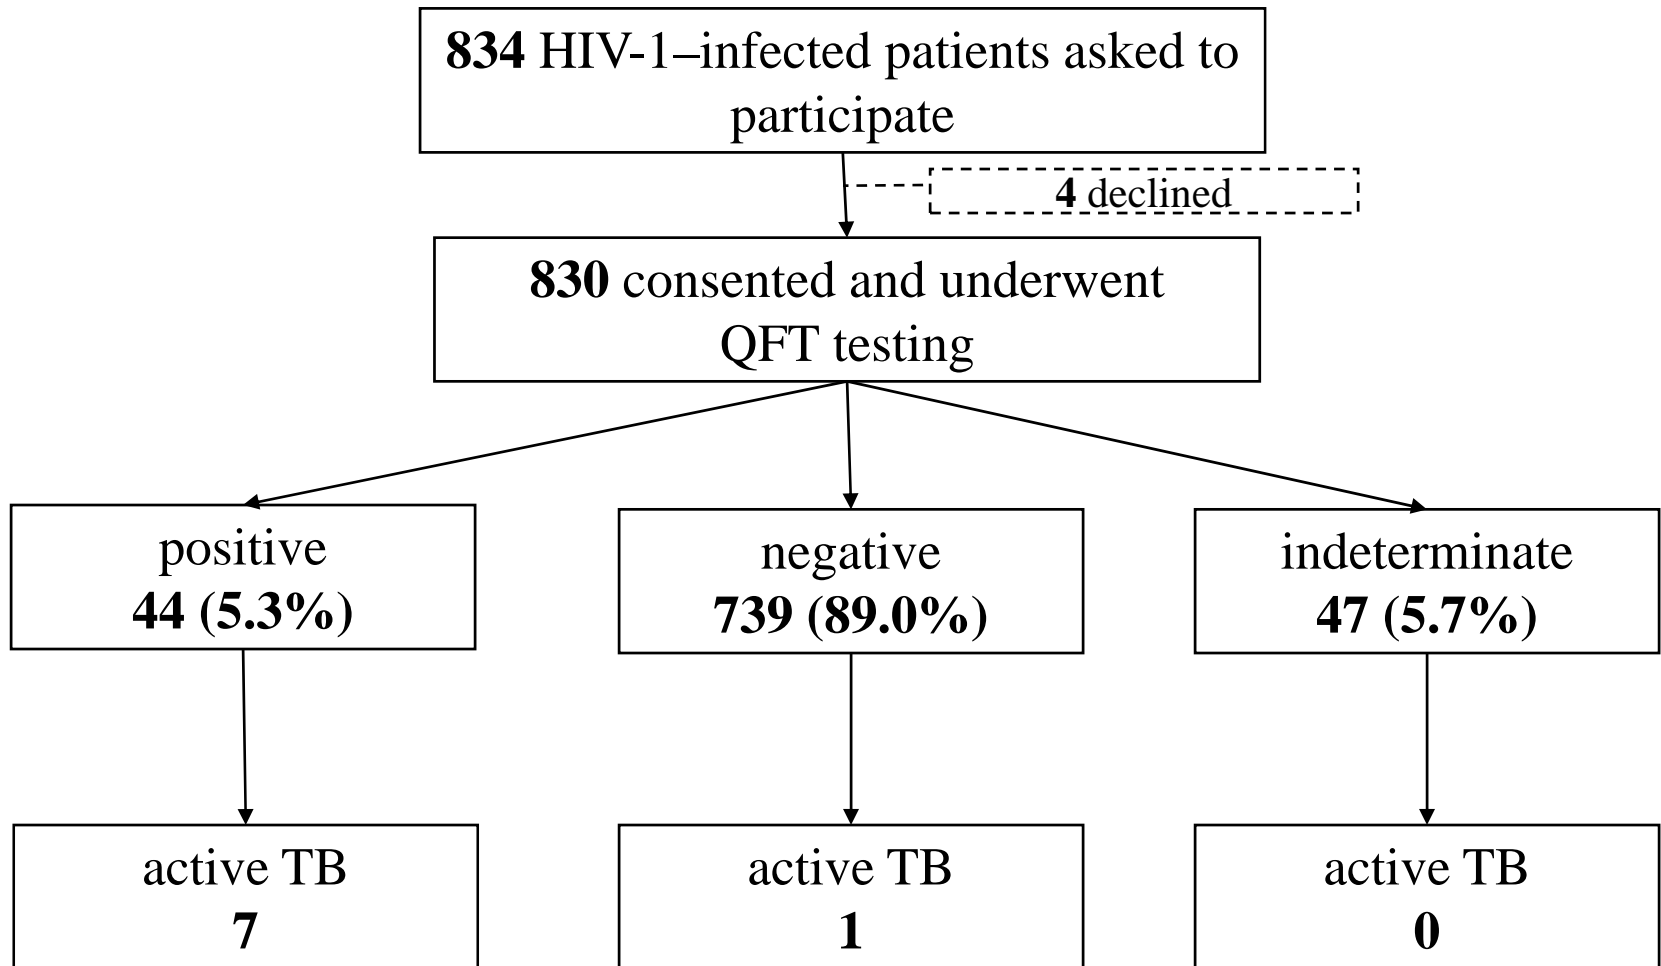 834 HIV-1–infected patients asked to
participate
4 declined
830 consented and underwent
QFT testing
positive
44 (5.3%)
negative
739 (89.0%)
indeterminate
47 (5.7%)
active TB
7
active TB
1
active TB
0